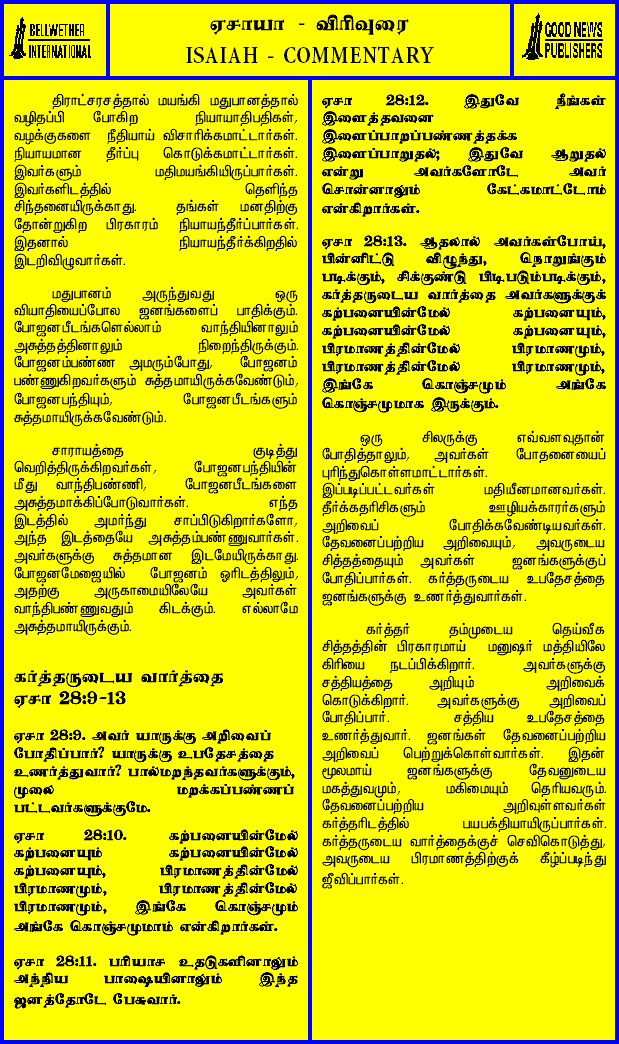 BELLWETHER
INTERNATIONAL
ஏசாயா - விரிவுரை
ISAIAH - COMMENTARY
GOOD NEWS
PUBLISHERS
திராட்சரசத்தால் மயங்கி மதுபானத்தால்
வழிதப்பி போகிற நியாயாதிபதிகள்,
வழக்குகளை நீதியாய் விசாரிக்கமாட்டார்கள்.
நியாயமான தீர்ப்பு கொடுக்கமாட்டார்கள்.
இவர்களும் மதிமயங்கியிருப்பார்கள்.
இவர்களிடத்தில் தெளிந்த
சிந்தனையிருக்காது. தங்கள் மனதிற்கு
தோன்றுகிற பிரகாரம் நியாயந்தீர்ப்பார்கள்.
இதனால் நியாயந்தீர்க்கிறதில்
இடறிவிழுவார்கள்.
மதுபானம் அருந்துவது ஒரு
வியாதியைப்போல ஜனங்களைப் பாதிக்கும்.
போஜனபீடங்களெல்லாம் வாந்தியினாலும்
அசுத்தத்தினாலும் நிறைந்திருக்கும்.
போஜனம்பண்ண அமரும்போது, போஜனம்
பண்ணுகிறவர்களும் சுத்தமாயிருக்கவேண்டும்,
போஜனபந்தியும், போஜனபீடங்களும்
சுத்தமாயிருக்கவேண்டும்.
சாராயத்தை குடித்து
வெறித்திருக்கிறவர்கள், போஜனபந்தியின்
மீது வாந்திபண்ணி, போஜனபீடங்களை
அசுத்தமாக்கிப்போடுவார்கள். எந்த
இடத்தில் அமர்ந்து சாப்பிடுகிறார்களோ,
அந்த இடத்தையே அசுத்தம்பண்ணுவார்கள்.
அவர்களுக்கு சுத்தமான இடமேயிருக்காது.
போஜனமேஜையில் போஜனம் ஓரிடத்திலும்,
அதற்கு அருகாமையிலேயே அவர்கள்
வாந்திபண்ணுவதும் கிடக்கும். எல்லாமே
அசுத்தமாயிருக்கும்.
கர்த்தருடைய வார்த்தை
ஏசா 28:9-13
ஏசா 28:9. அவர் யாருக்கு அறிவைப்
போதிப்பார்? யாருக்கு உபதேசத்தை
உணர்த்துவார்? பால்மறந்தவர்களுக்கும்,
முலை மறக்கப்பண்ணப்
பட்டவர்களுக்குமே.
ஏசா 28:10. கற்பனையின்மேல்
கற்பனையும் கற்பனையின்மேல்
கற்பனையும், பிரமாணத்தின்மேல்
பிரமாணமும், பிரமாணத்தின்மேல்
பிரமாணமும், இங்கே கொஞ்சமும்
அங்கே கொஞ்சமுமாம் என்கிறார்கள்.
ஏசா 28:11. பரியாச உதடுகளினாலும்
அந்நிய பாஷையினாலும் இந்த
ஜனத்தோடே பேசுவார்.
ஏசா 28:12. இதுவே நீங்கள்
இளைத்தவனை
இளைப்பாறப்பண்ணத்தக்க
இளைப்பாறுதல்; இதுவே ஆறுதல்
என்று அவர்களோடே அவர்
சொன்னாலும் கேட்கமாட்டோம்
என்கிறார்கள்.
ஏசா 28:13. ஆதலால் அவர்கள்போய்,
பின்னிட்டு விழுந்து, நொறுங்கும்
படிக்கும், சிக்குண்டு பிடிபடும்படிக்கும்,
கர்த்தருடைய வார்த்தை அவர்களுக்குக்
கற்பனையின்மேல் கற்பனையும்,
கற்பனையின்மேல் கற்பனையும்,
பிரமாணத்தின்மேல் பிரமாணமும்,
பிரமாணத்தின்மேல் பிரமாணமும்,
இங்கே கொஞ்சமும் அங்கே
கொஞ்சமுமாக இருக்கும்.
ஒரு சிலருக்கு எவ்வளவுதான்
போதித்தாலும், அவர்கள் போதனையைப்
புரிந்துகொள்ளமாட்டார்கள்.
இப்படிப்பட்டவர்கள் மதியீனமானவர்கள்.
தீர்க்கதரிசிகளும் ஊழியக்காரர்களும்
அறிவைப் போதிக்கவேண்டியவர்கள்.
தேவனைப்பற்றிய அறிவையும், அவருடைய
சித்தத்தையும் அவர்கள் ஜனங்களுக்குப்
போதிப்பார்கள். கர்த்தருடைய உபதேசத்தை
ஜனங்களுக்கு உணர்த்துவார்கள்.
கர்த்தர் தம்முடைய தெய்வீக
சித்தத்தின் பிரகாரமாய் மனுஷர் மத்தியிலே
கிரியை நடப்பிக்கிறார். அவர்களுக்கு
சத்தியத்தை அறியும் அறிவைக்
கொடுக்கிறார். அவர்களுக்கு அறிவைப்
போதிப்பார். சத்திய உபதேசத்தை
உணர்த்துவார். ஜனங்கள் தேவனைப்பற்றிய
அறிவைப் பெற்றுக்கொள்வார்கள். இதன்
மூலமாய் ஜனங்களுக்கு தேவனுடைய
மகத்துவமும், மகிமையும் தெரியவரும்.
தேவனைப்பற்றிய அறிவுள்ளவர்கள்
கர்த்தரிடத்தில் பயபக்தியாயிருப்பார்கள்.
கர்த்தருடைய வார்த்தைக்குச் செவிகொடுத்து,
அவருடைய பிரமாணத்திற்குக் கீழ்ப்படிந்து
ஜீவிப்பார்கள்.